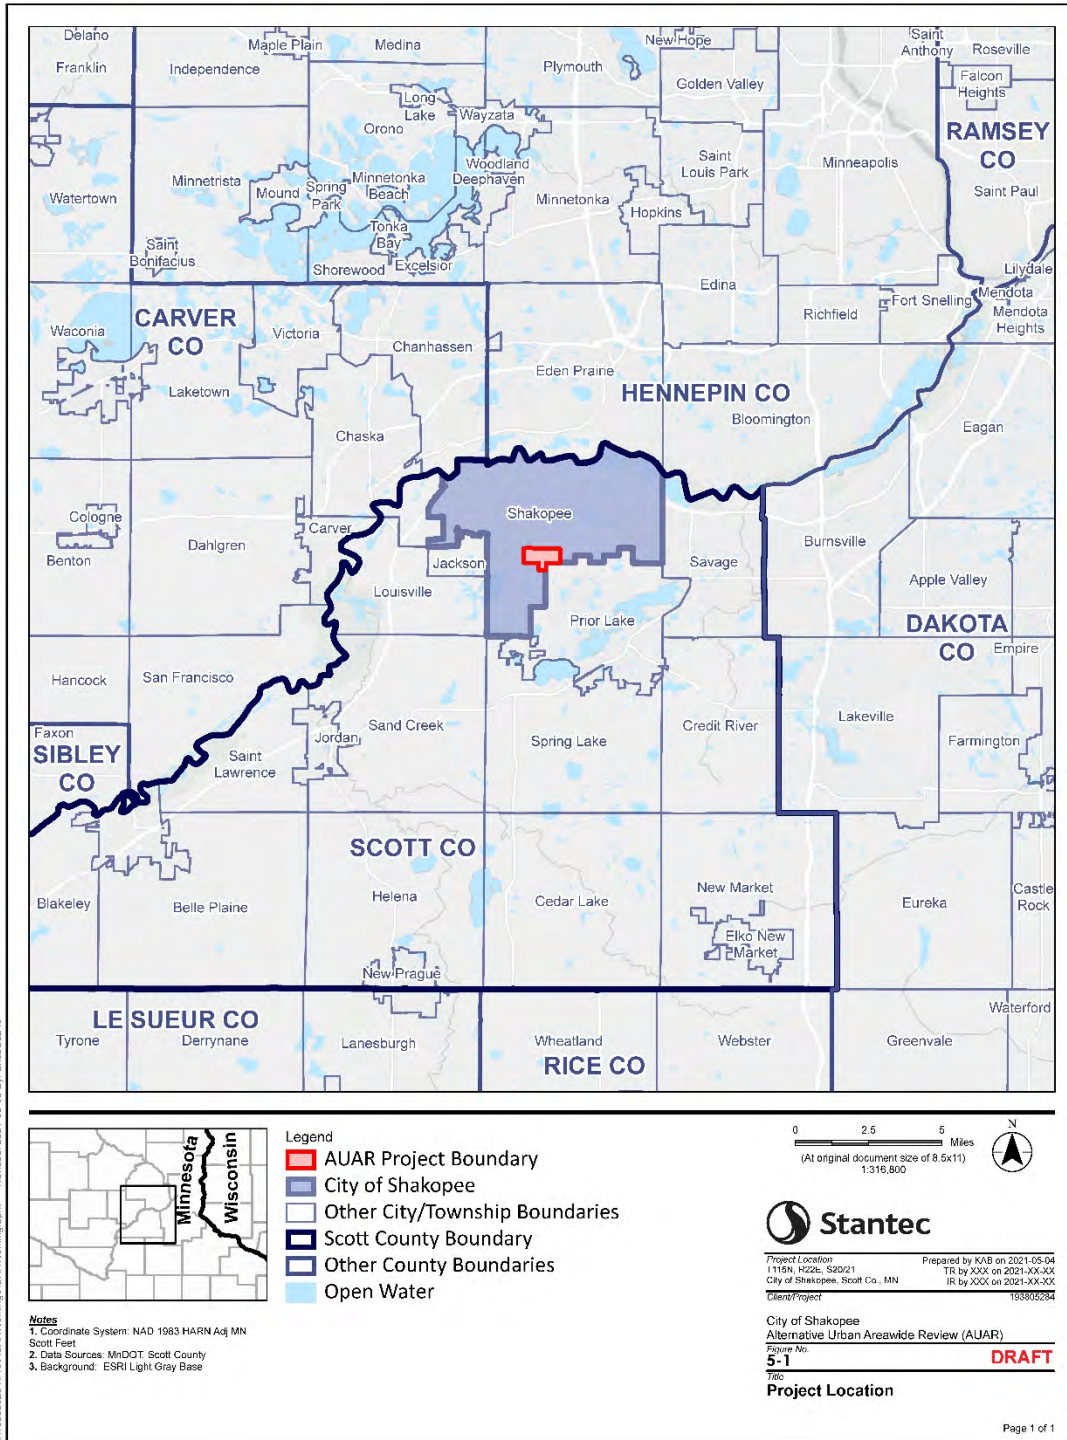 Delano
Maple Plain
Medina
New Hope
Saint
Anthony
Roseville
Franklin
Independence
Plymouth
Golden Valley
Falcon
Heights
Long
Lake
Wayzata
Orono
RAMSEY
CO
Watertown
Minnetrista
Mound
Spring
Park
Minnetonka
Beach
Woodland
Deephaven
Minnetonka
Saint
Louis Park
Minneapolis
Saint Paul
Hopkins
Tonka
Bay
Saint
Bonifacius
Shorewood
Excelsior
Edina
Lilydale
Fort Snelling
Mendota
Mendota
Heights
Richfield
Waconia
CARVER
CO
Victoria
Chanhassen
Laketown
Eden Prairie
HENNEPIN CO
Bloomington
Eagan
Chaska
Cologne
Benton
Dahlgren
Carver
Shakopee
Jackson
Louisville
Savage
Burnsville
Apple Valley
Prior Lake
DAKOTA
CO
Empire
Hancock
San Francisco
Sand Creek
Jordan
Spring Lake
Credit River
Lakeville
Farmington
Faxon
SIBLEY
CO
Saint
Lawrence
SCOTT CO
Blakeley
Belle Plaine
Helena
Cedar Lake
New Market
Elko New
Market
Eureka
Castle
Rock
New Prague
LE SUEUR CO
Tyrone
Derrynane
Lanesburgh
Wheatland
RICE CO
Webster
Greenvale
Waterford
Minnesota
Wisconsin
Legend
AUAR Project Boundary
City of Shakopee
Other City/Township Boundaries
Scott County Boundary
Other County Boundaries
Open Water
0 2.5 5
Miles
(At original document size of 8.5x11)
1:316,800
N
Stantec
Project Location
T115N, R22E, S20/21
City of Shakopee, Scott Co., MN
Prepared by KAB on 2021-05-04
TR by XXX on 2021-XX-XX
IR by XXX on 2021-XX-XX
Client/Project 193805284
City of Shakopee
Alternative Urban Areawide Review (AUAR)
Figure No.
5-1 DRAFT
Title
Project Location
Notes
1. Coordinate System: NAD 1983 HARN Adj MN
Scott Feet
2. Data Sources: MnDOT, Scott County
3. Background: ESRI Light Gray Base
Page 1 of 1